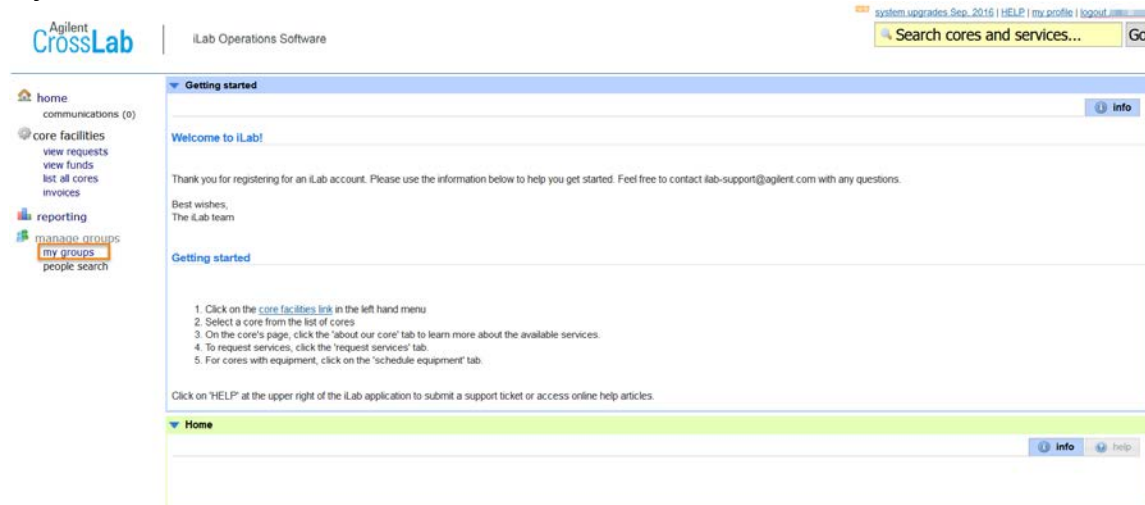 system upgrades Sep, 2016 | HELP | my profile | logout
Agilent
CrossLab
iLab Operations Software
Search cores and services...
Go
home
communications (0)
core facilities
view requests
view funds
list all cores
invoices
reporting
manage groups
my groups
people search
Getting started
info
Welcome to iLab!
Thank you for registering for an iLab account. Please use the information below to help you get started. Feel free to contact ilab-support@agilent.com with any questions.
Best wishes,
The iLab team
Getting started
1. Click on the core facilities link in the left hand menu
2. Select a core from the list of cores
3. On the core's page, click the 'about our core' tab to learn more about the available services.
4. To request services, click the 'request services' tab.
5. For cores with equipment, click on the 'schedule equipment' tab.
Click on 'HELP' at the upper right of the iLab application to submit a support ticket or access online help articles.
Home
info
help